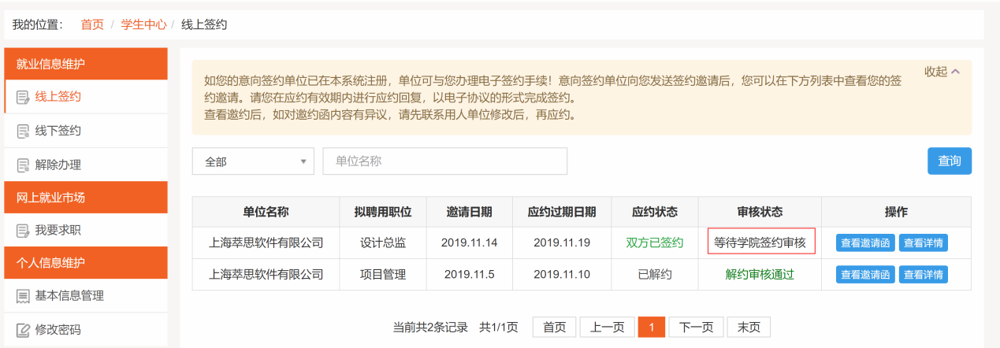 我的位置： 首页 / 学生中心 / 线上签约
就业信息维护
线上签约
线下签约
解除办理
网上就业市场
我要求职
个人信息维护
基本信息管理
修改密码
收起
如您的意向签约单位已在本系统注册，单位可与您办理电子签约手续！意向签约单位向您发送签约邀请后，您可以在下方列表中查看您的签
约邀请。请您在应约有效期内进行应约回复，以电子协议的形式完成签约。
查看邀约后，如对邀约函内容有异议，请先联系用人单位修改后，再应约。
全部 单位名称 查询
单位名称 拟聘用职位 邀请日期 应约过期日期 应约状态 审核状态 操作
上海萃思软件有限公司 设计总监 2019.11.14 2019.11.19 双方已签约 等待学院签约审核 查看邀请函 查看详情
上海萃思软件有限公司 项目管理 2019.11.5 2019.11.10 已解约 解约审核通过 查看邀请函 查看详情
当前共2条记录 共1/1页 首页 上一页 1 下一页 末页